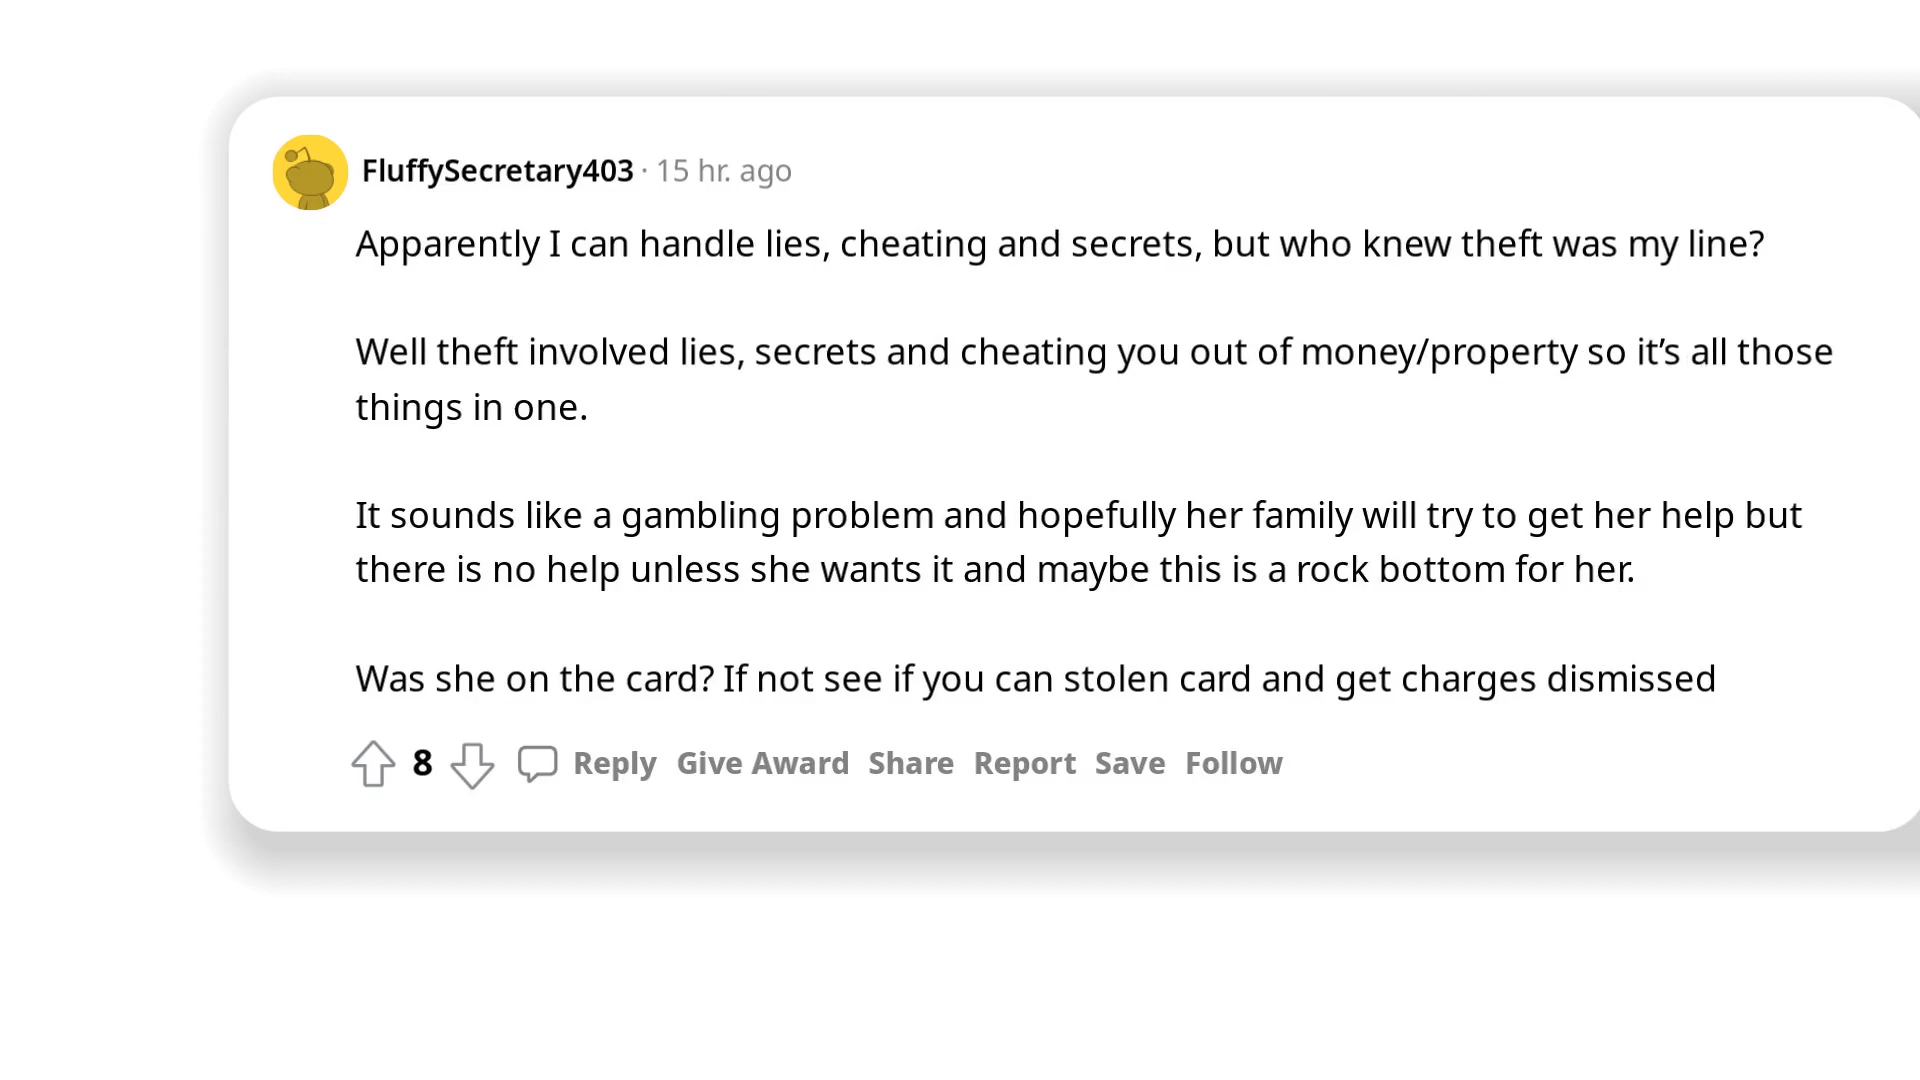 FluffySecretary403 · 15 hr. ago
Apparently I can handle lies, cheating and secrets, but who knew theft was my line?
Well theft involved lies, secrets and cheating you out of money/property so it’s all those
things in one.
It sounds like a gambling problem and hopefully her family will try to get her help but
there is no help unless she wants it and maybe this is a rock bottom for her.
Was she on the card? If not see if you can stolen card and get charges dismissed
8 Reply Give Award Share Report Save Follow